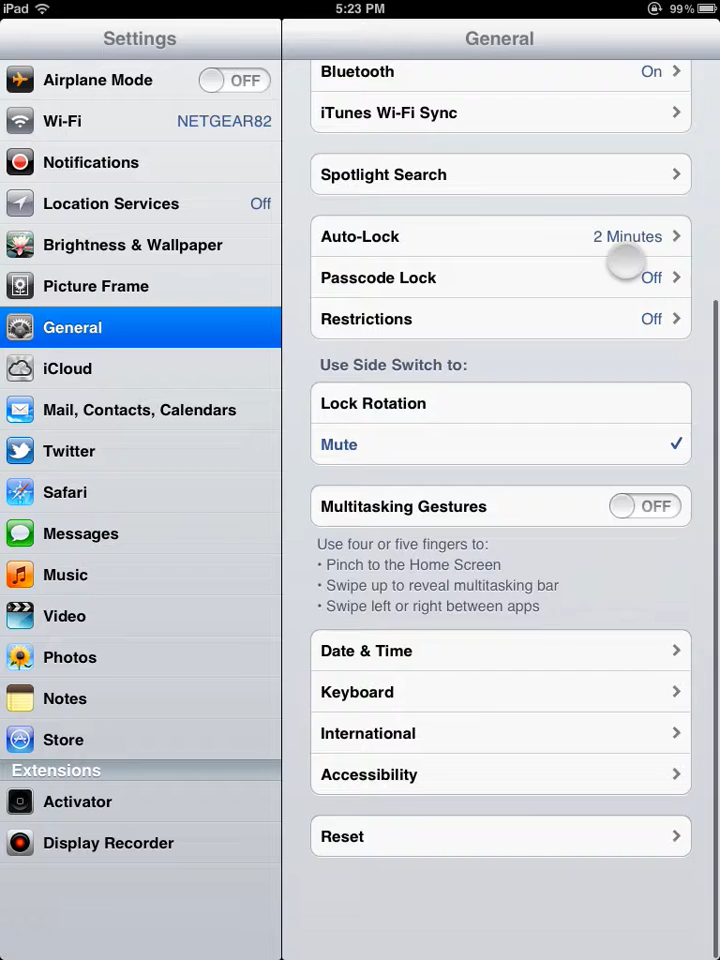 iPad
5:23 PM
99%
Settings
General
Airplane Mode OFF
Wi-Fi NETGEAR82
Notifications
Location Services Off
Brightness & Wallpaper
Picture Frame
General
iCloud
Mail, Contacts, Calendars
Twitter
Safari
Messages
Music
Video
Photos
Notes
Store
Extensions
Activator
Display Recorder
Bluetooth On
iTunes Wi-Fi Sync
Spotlight Search
Auto-Lock 2 Minutes
Passcode Lock Off
Restrictions Off
Use Side Switch to:
Lock Rotation
Mute
Multitasking Gestures OFF
Use four or five fingers to:
• Pinch to the Home Screen
• Swipe up to reveal multitasking bar
• Swipe left or right between apps
Date & Time
Keyboard
International
Accessibility
Reset